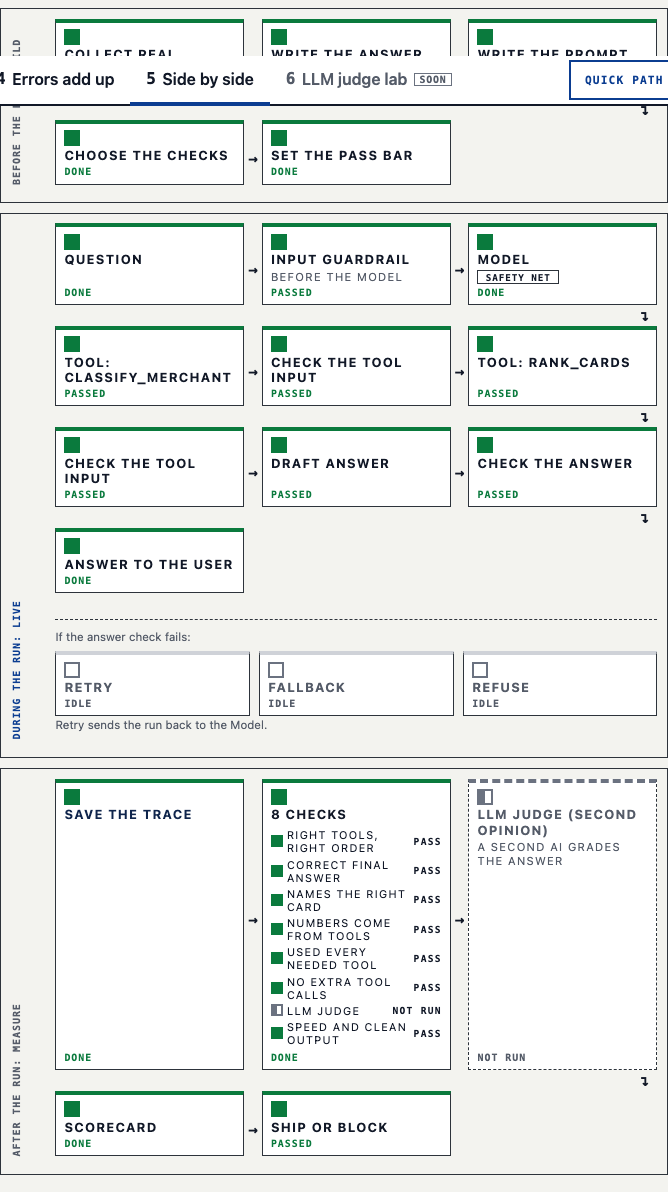 COLLECT REAL
WRITE THE ANSWER
WRITE THE PROMPT
4 Errors add up
5 Side by side
6 LLM judge lab SOON
QUICK PATH
BEFORE THE
→
↴
CHOOSE THE CHECKS
DONE
→
SET THE PASS BAR
DONE
DURING THE RUN: LIVE
QUESTION
DONE
→
INPUT GUARDRAIL
BEFORE THE MODEL
PASSED
→
MODEL
SAFETY NET
DONE
↴
TOOL:
CLASSIFY_MERCHANT
PASSED
→
CHECK THE TOOL
INPUT
PASSED
→
TOOL: RANK_CARDS
PASSED
↴
CHECK THE TOOL
INPUT
PASSED
→
DRAFT ANSWER
PASSED
→
CHECK THE ANSWER
PASSED
↴
ANSWER TO THE USER
DONE
If the answer check fails:
RETRY
IDLE
FALLBACK
IDLE
REFUSE
IDLE
Retry sends the run back to the Model.
AFTER THE RUN: MEASURE
SAVE THE TRACE
DONE
→
8 CHECKS
RIGHT TOOLS,
RIGHT ORDER PASS
CORRECT FINAL
ANSWER PASS
NAMES THE RIGHT
CARD PASS
NUMBERS COME
FROM TOOLS PASS
USED EVERY
NEEDED TOOL PASS
NO EXTRA TOOL
CALLS PASS
LLM JUDGE NOT RUN
SPEED AND CLEAN
OUTPUT PASS
DONE
→
LLM JUDGE (SECOND
OPINION)
A SECOND AI GRADES
THE ANSWER
NOT RUN
↴
SCORECARD
DONE
→
SHIP OR BLOCK
PASSED